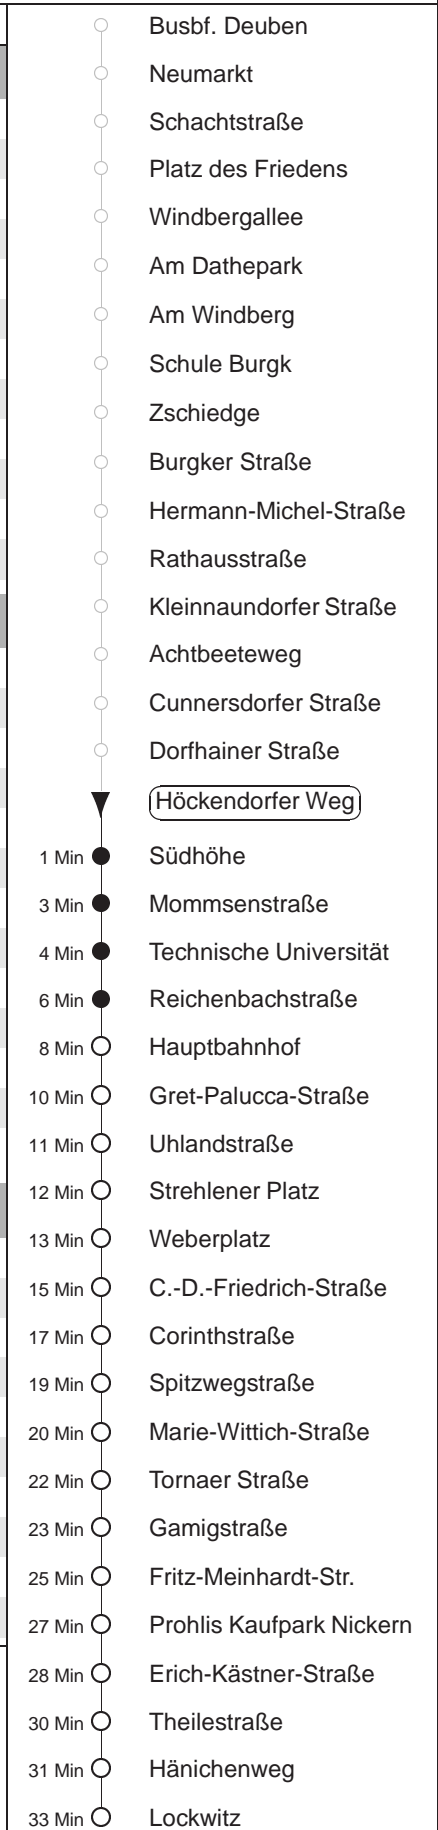 Busbf. Deuben
Neumarkt
Schachtstraße
Platz des Friedens
Windbergallee
Am Dathepark
Am Windberg
Schule Burgk
Zschiedge
Burgker Straße
Hermann-Michel-Straße
Rathausstraße
Kleinnaundorfer Straße
Achtbeeteweg
Cunnersdorfer Straße
Dorfhainer Straße
Höckendorfer Weg
1 Min Südhöhe
3 Min Mommsenstraße
4 Min Technische Universität
6 Min Reichenbachstraße
8 Min Hauptbahnhof
10 Min Gret-Palucca-Straße
11 Min Uhlandstraße
12 Min Strehlener Platz
13 Min Weberplatz
15 Min C.-D.-Friedrich-Straße
17 Min Corinthstraße
19 Min Spitzwegstraße
20 Min Marie-Wittich-Straße
22 Min Tornaer Straße
23 Min Gamigstraße
25 Min Fritz-Meinhardt-Str.
27 Min Prohlis Kaufpark Nickern
28 Min Erich-Kästner-Straße
30 Min Theilestraße
31 Min Hänichenweg
33 Min Lockwitz